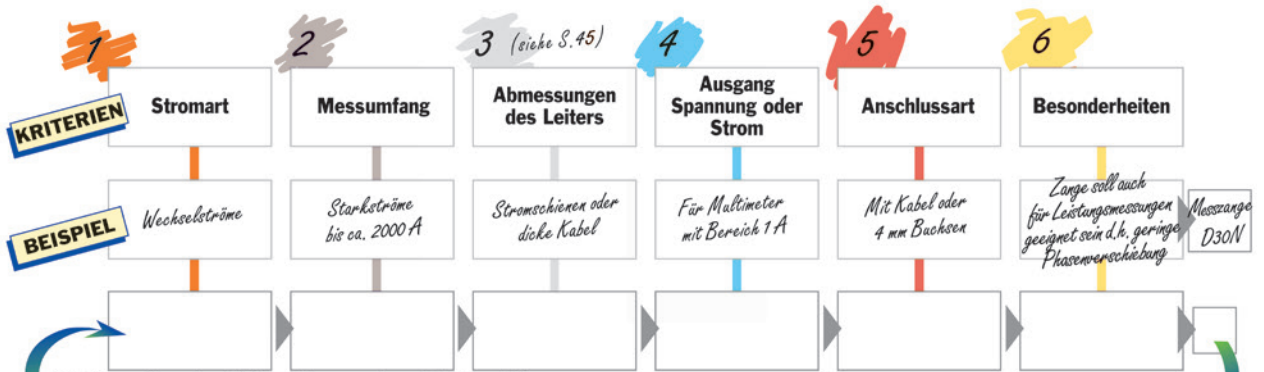 1
2
3 (siehe S.45)
4
5
6
KRITERIEN
Stromart
Messumfang
Abmessungen
des Leiters
Ausgang
Spannung oder
Strom
Anschlussart
Besonderheiten
BEISPIEL
Wechselströme
Starkströme
bis ca. 2000 A
Stromschienen oder
dicke Kabel
Für Multimeter
mit Bereich 1 A
Mit Kabel oder
4 mm Buchsen
Zange soll auch
für Leistungsmessungen
geeignet sein d.h. geringe
Phasenverschiebung
Messzange
D30N